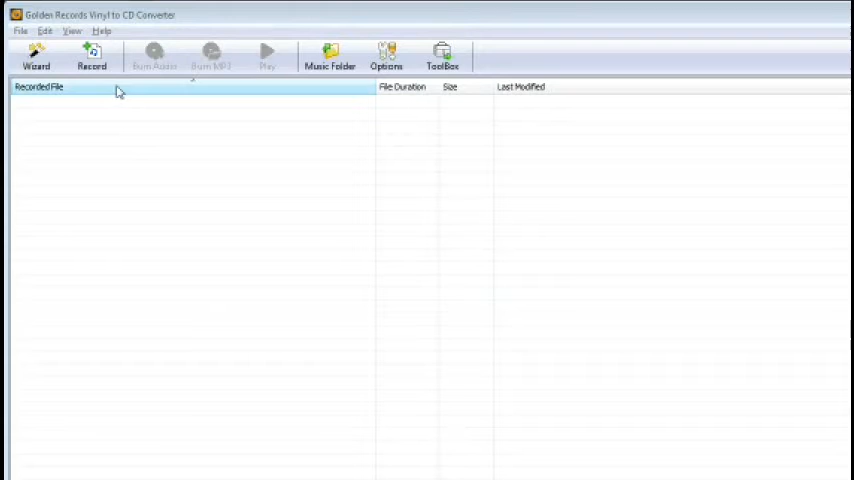 Golden Records Vinyl to CD Converter
File Edit View Help
Wizard Record Burn Audio Burn MP3 Play Music Folder Options ToolBox
Recorded File File Duration Size Last Modified